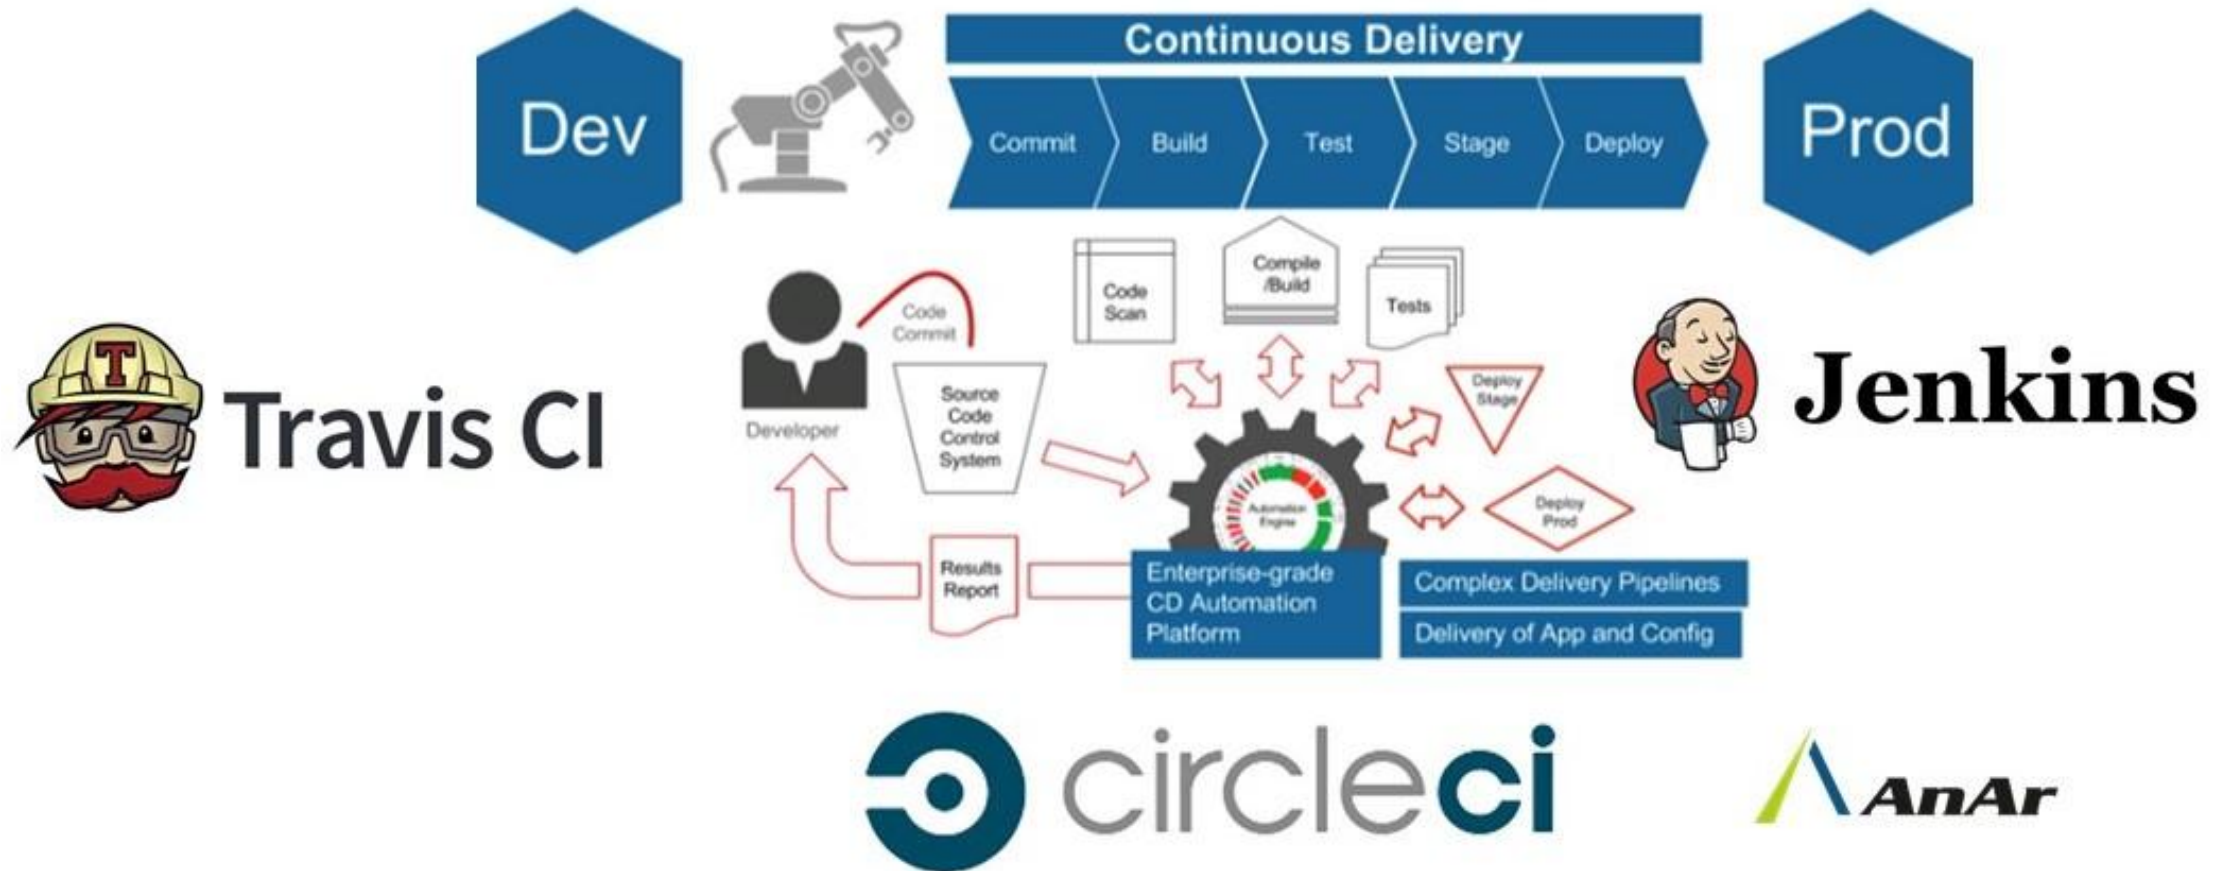 Continuous Delivery
Dev
Commit
Build
Test
Stage
Deploy
Prod
Code
Scan
Compile
/Build
Tests
Code
Commit
Developer
Source
Code
Control
System
Deploy
Stage
T
Travis CI
Jenkins
Automation
Engine
Deploy
Prod
Results
Report
Enterprise-grade
CD Automation
Platform
Complex Delivery Pipelines
Delivery of App and Config
circleci
AnAr